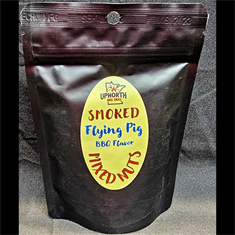 UPNORTH
SMOKED
Flying Pig
BBQ Flavor
MIXED NUTS